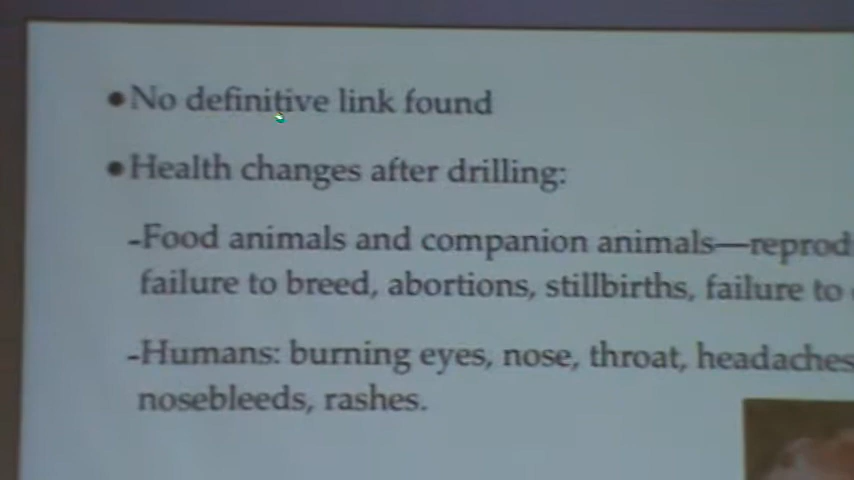 •No definitive link found
•Health changes after drilling:
-Food animals and companion animals—reprod
failure to breed, abortions, stillbirths, failure to
-Humans: burning eyes, nose, throat, headaches
nosebleeds, rashes.